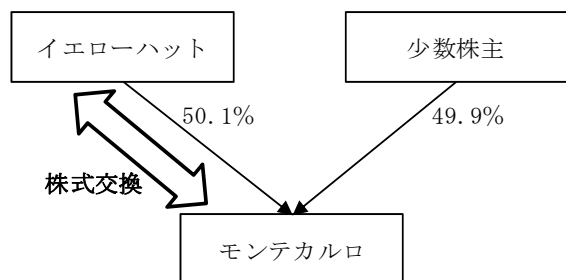 イエローハット
少数株主
50.1%
49.9%
株式交換
モンテカルロ